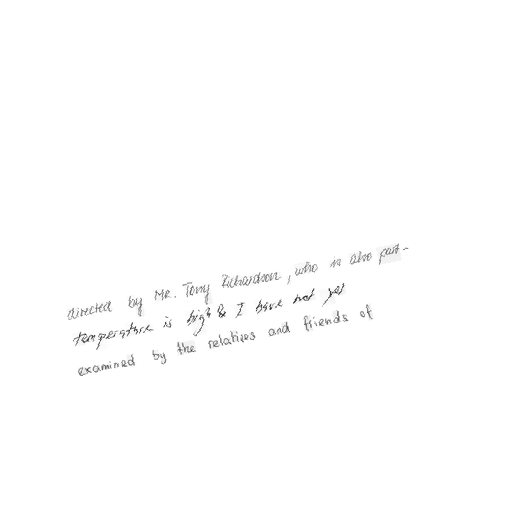 directed by Mr. Tony Richardson, who is also part-
temperature is high & I have not yet
examined by the relatives and friends of